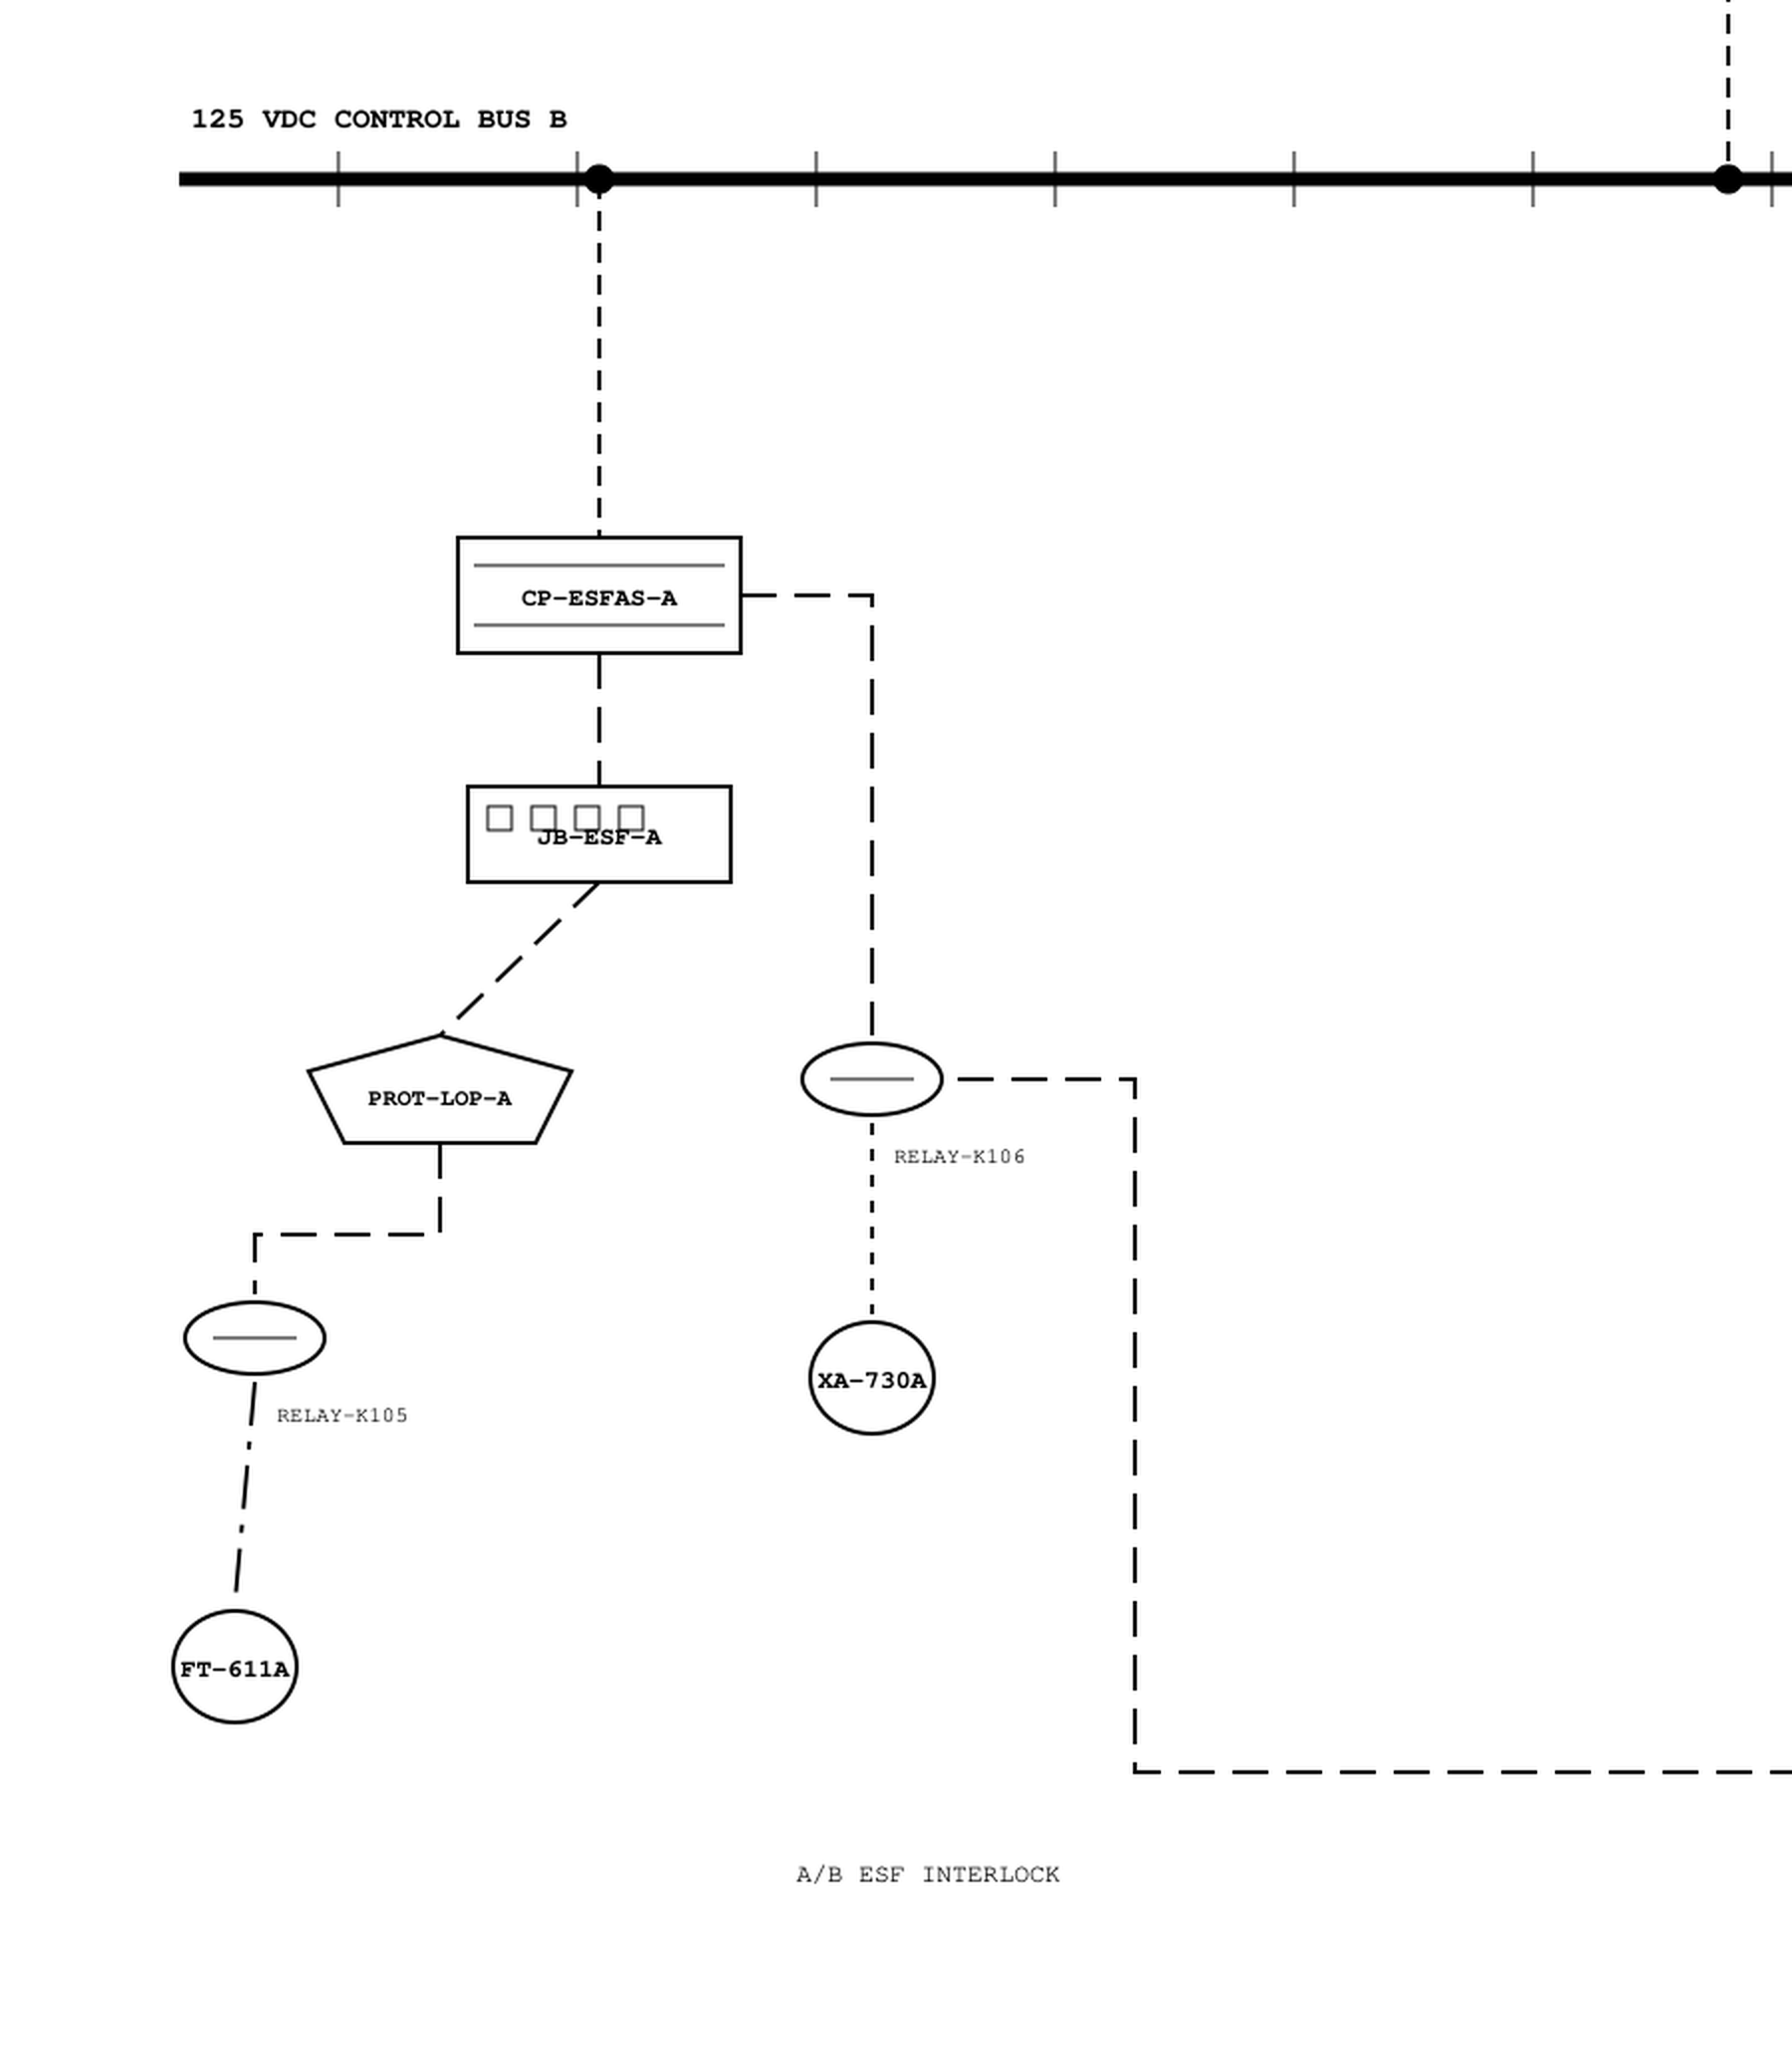 125 VDC CONTROL BUS B
CP-ESFAS-A
JB-ESF-A
PROT-LOP-A
RELAY-K106
XA-730A
RELAY-K105
FT-611A
A/B ESF INTERLOCK